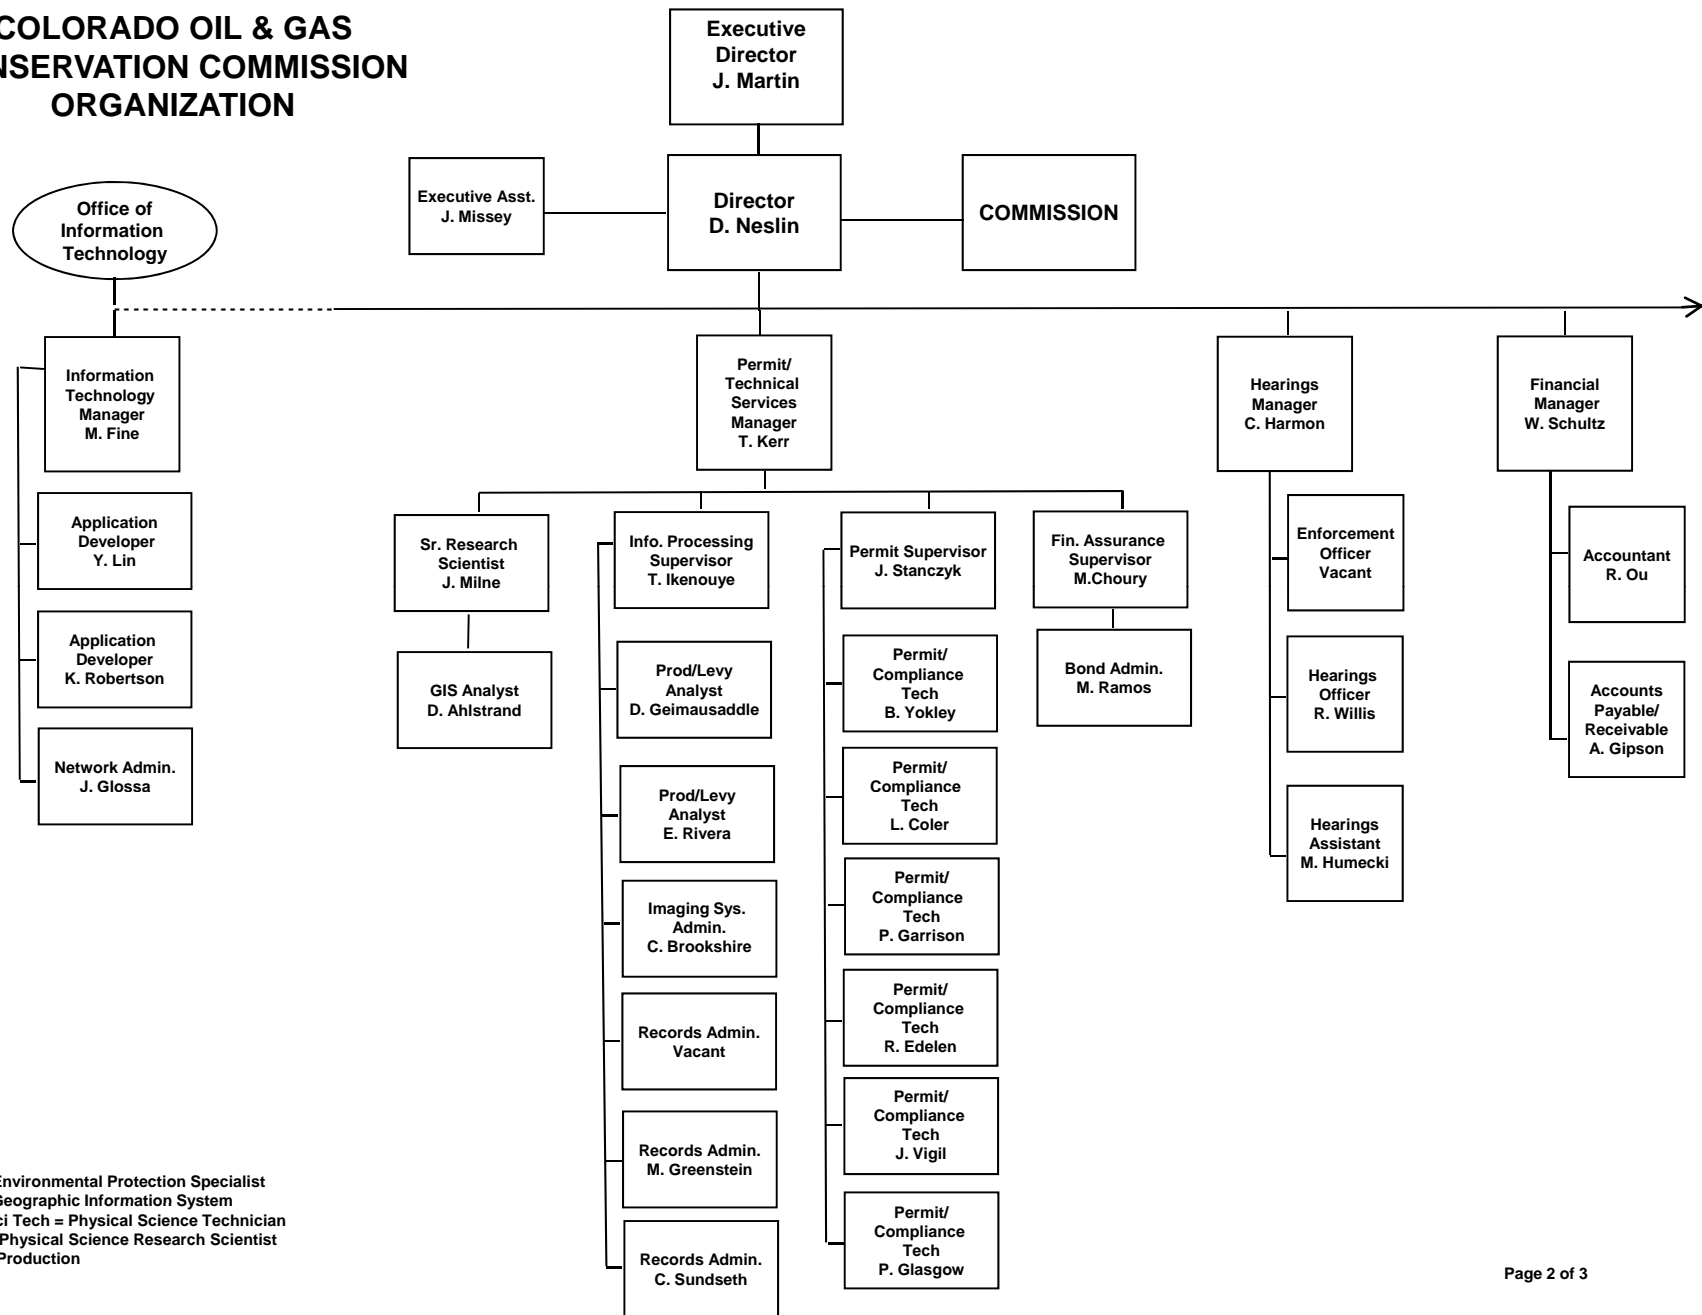 COLORADO OIL & GAS
NSERVATION COMMISSION
ORGANIZATION
Executive
Director
J. Martin
Executive Asst.
J. Missey
Director
D. Neslin
COMMISSION
Office of
Information
Technology
Information
Technology
Manager
M. Fine
Application
Developer
Y. Lin
Application
Developer
K. Robertson
Network Admin.
J. Glossa
Permit/
Technical
Services
Manager
T. Kerr
Sr. Research
Scientist
J. Milne
GIS Analyst
D. Ahlstrand
Info. Processing
Supervisor
T. Ikenouye
Prod/Levy
Analyst
D. Geimausaddle
Prod/Levy
Analyst
E. Rivera
Imaging Sys.
Admin.
C. Brookshire
Records Admin.
Vacant
Records Admin.
M. Greenstein
Records Admin.
C. Sundseth
Permit Supervisor
J. Stanczyk
Permit/
Compliance
Tech
B. Yokley
Permit/
Compliance
Tech
L. Coler
Permit/
Compliance
Tech
P. Garrison
Permit/
Compliance
Tech
R. Edelen
Permit/
Compliance
Tech
J. Vigil
Permit/
Compliance
Tech
P. Glasgow
Fin. Assurance
Supervisor
M.Choury
Bond Admin.
M. Ramos
Hearings
Manager
C. Harmon
Enforcement
Officer
Vacant
Hearings
Officer
R. Willis
Hearings
Assistant
M. Humecki
Financial
Manager
W. Schultz
Accountant
R. Ou
Accounts
Payable/
Receivable
A. Gipson
Environmental Protection Specialist
Geographic Information System
ci Tech = Physical Science Technician
Physical Science Research Scientist
Production
Page 2 of 3